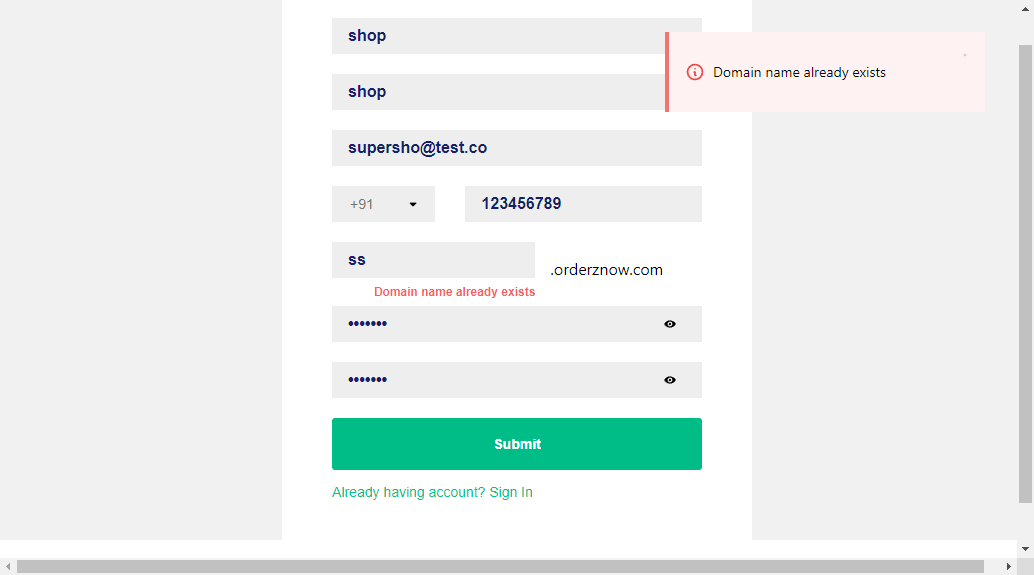 shop
Domain name already exists
shop
supersho@test.co
+91
123456789
ss
.orderznow.com
Domain name already exists
•••••••
•••••••
Submit
Already having account? Sign In